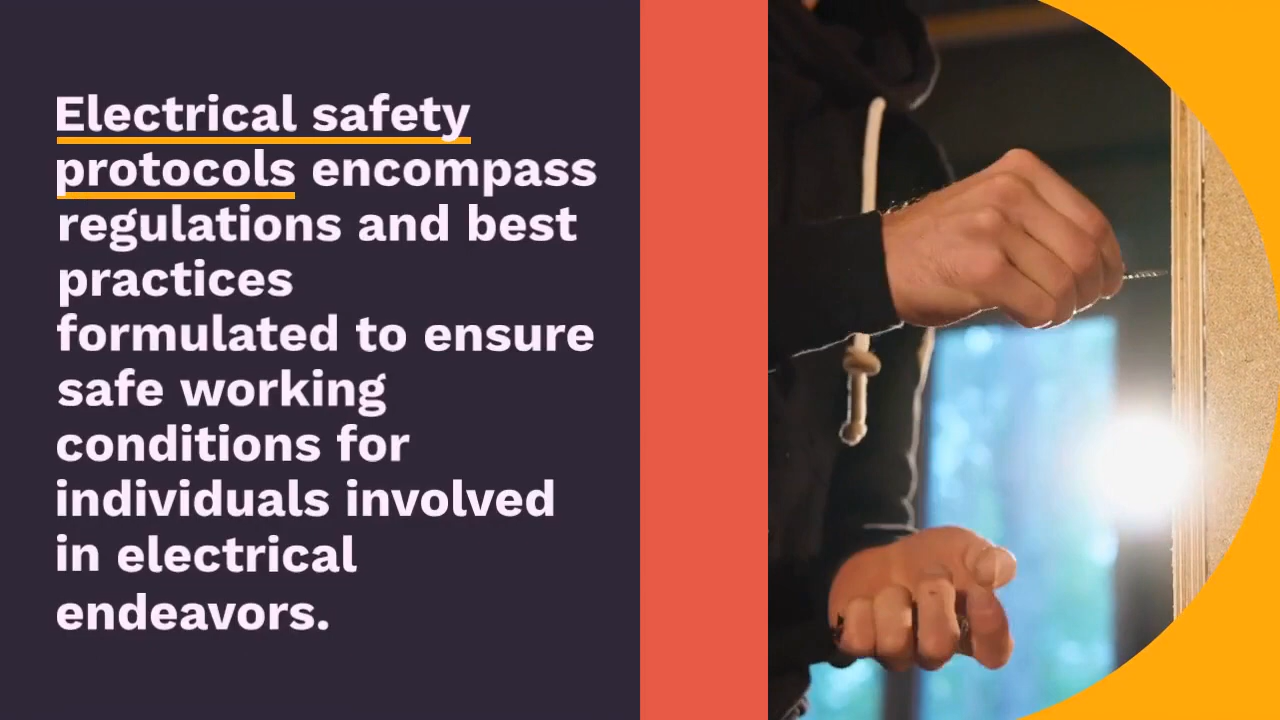 Electrical safety
protocols encompass
regulations and best
practices
formulated to ensure
safe working
conditions for
individuals involved
in electrical
endeavors.